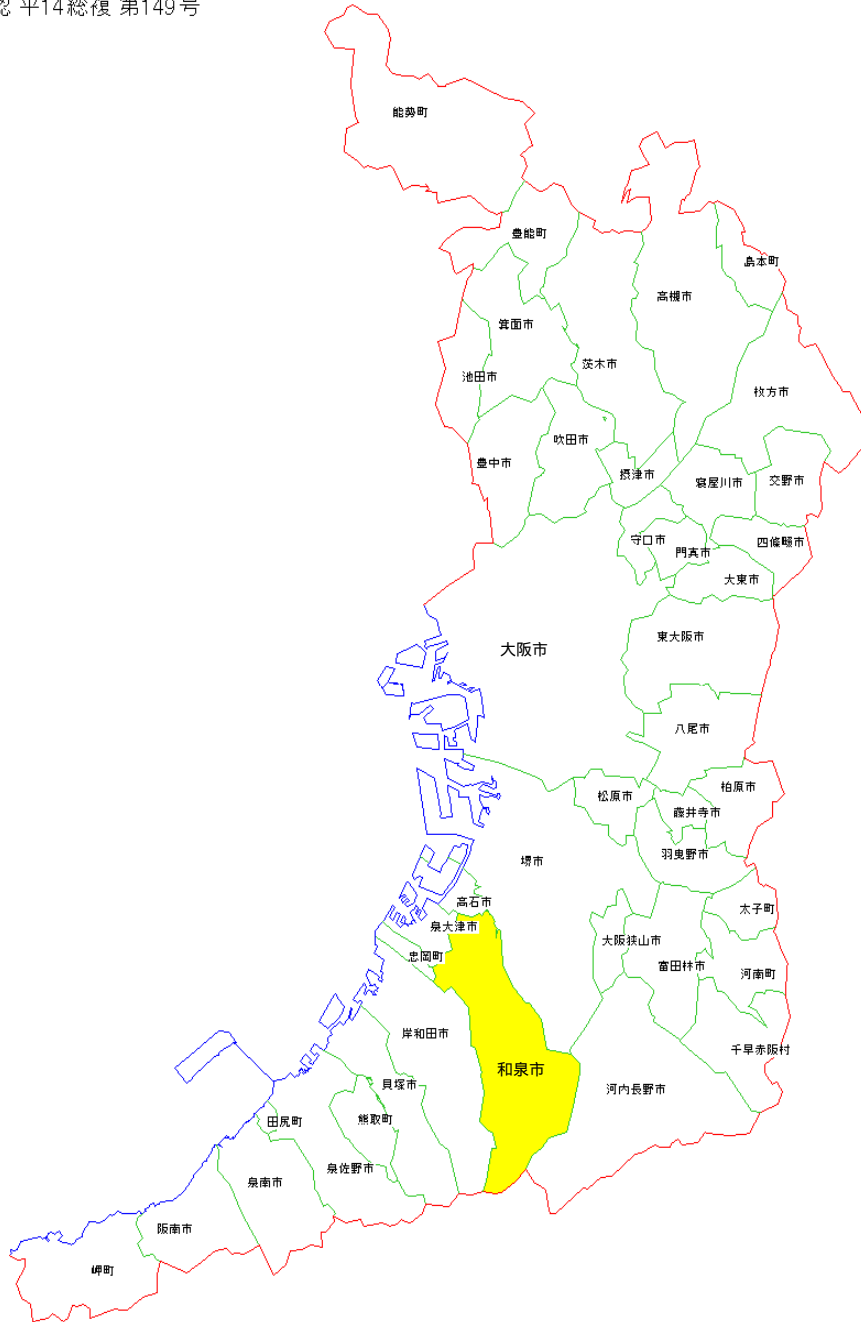 平14総複 第149号
能勢町
豊能町
島本町
高槻市
箕面市
茨木市
池田市
枚方市
吹田市
豊中市
摂津市
寝屋川市
交野市
守口市
門真市
四條畷市
大東市
東大阪市
大阪市
八尾市
柏原市
松原市
藤井寺市
羽曳野市
堺市
高石市
太子町
泉大津市
大阪狭山市
忠岡町
富田林市
河南町
岸和田市
千早赤阪村
和泉市
貝塚市
河内長野市
熊取町
田尻町
泉佐野市
泉南市
阪南市
岬町